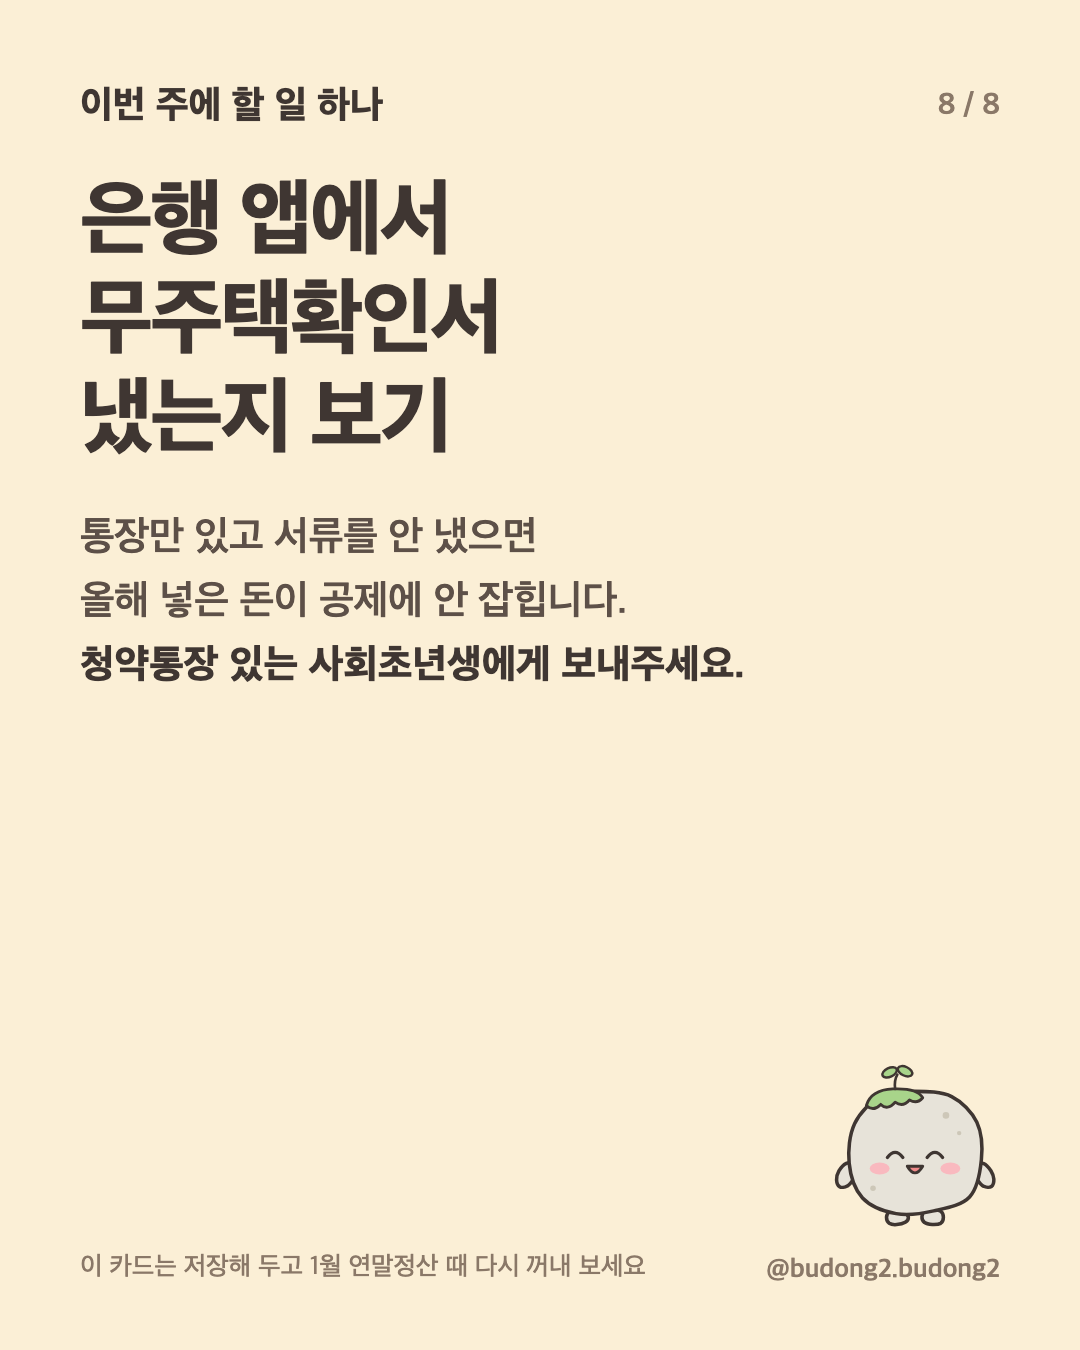 이번 주에 할 일 하나
8 / 8
은행 앱에서
무주택확인서
냈는지 보기
통장만 있고 서류를 안 냈으면
올해 넣은 돈이 공제에 안 잡힙니다.
청약통장 있는 사회초년생에게 보내주세요.
이 카드는 저장해 두고 1월 연말정산 때 다시 꺼내 보세요
@budong2.budong2